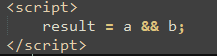 <script>
result = a && b;
</script>